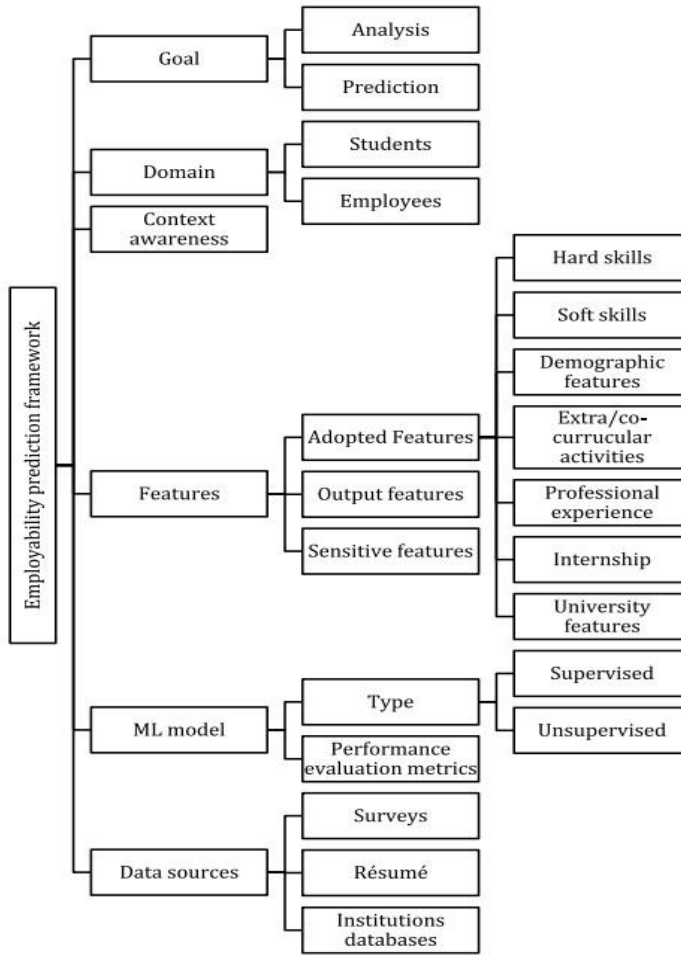 Employability prediction framework
Goal
Analysis
Prediction
Domain
Students
Employees
Context
awareness
Features
Adopted Features
Hard skills
Soft skills
Demographic
features
Extra/co-
currucular
activities
Professional
experience
Internship
University
features
Output features
Sensitive features
ML model
Type
Supervised
Unsupervised
Performance
evaluation metrics
Data sources
Surveys
Résumé
Institutions
databases